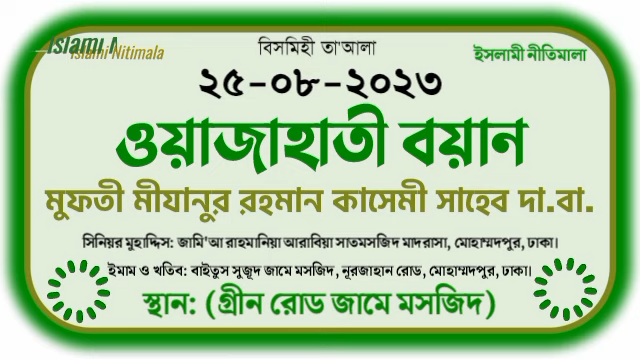 Islami Nitimala
বিসমিহী তা'আলা
ইসলামী নীতিমালা
২৫-০৮-২০২৩
ওয়াজাহাতী বয়ান
মুফতী মীযানুর রহমান কাসেমী সাহেব দা.বা.
সিনিয়র মুহাদ্দিস: জামি'আ রাহমানিয়া আরাবিয়া সাতমসজিদ মাদরাসা, মোহাম্মদপুর, ঢাকা।
ইমাম ও খতিব: বাইতুস সুজূদ জামে মসজিদ, নূরজাহান রোড, মোহাম্মদপুর, ঢাকা।
স্থান: (গ্রীন রোড জামে মসজিদ)